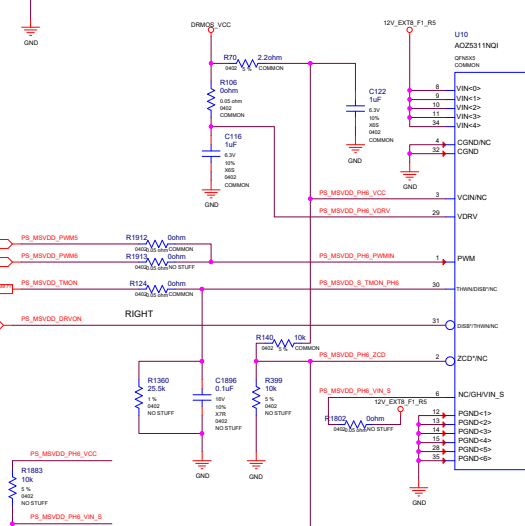 DRMOS_VCC
12V_EXT8_F1_R5
GND
U10
AOZ5311NQI
QFN5X5
COMMON
R70 2.2ohm
0402 5 % COMMON
R106
0ohm
0.05 ohm
0402
COMMON
C122
1uF
6.3V
10%
X6S
0402
COMMON
8 VIN<0>
9 VIN<1>
10 VIN<2>
11 VIN<3>
34 VIN<4>
C116
1uF
6.3V
10%
X6S
0402
COMMON
4 CGND/NC
32 CGND
GND
GND
GND
PS_MSVDD_PH6_VCC 3 VCIN/NC
PS_MSVDD_PH6_VDRV 29 VDRV
PS_MSVDD_PWM5 R1912 0ohm
0402 0.05 ohm COMMON
PS_MSVDD_PWM6 R1913 0ohm
0402 0.05 ohm NO STUFF
PS_MSVDD_PH6_PWMIN 1 PWM
PS_MSVDD_TMON R124 0ohm
0402 0.05 ohm COMMON
PS_MSVDD_S_TMON_PH6 30 THWN/DISB*/NC
RIGHT
PS_MSVDD_DRVON 31 DISB*/THWN/NC
R140 10k
0402 5 % COMMON
PS_MSVDD_PH6_ZCD 2 ZCD*/NC
R1360
25.5k
1 %
0402
NO STUFF
C1896
0.1uF
16V
10%
X7R
0402
NO STUFF
R399
10k
5 %
0402
NO STUFF
PS_MSVDD_PH6_VIN_S 6 NC/GH/VIN_S
12V_EXT8_F1_R5
R1802 0ohm
0402 0.05 ohm NO STUFF
12 PGND<1>
13 PGND<2>
14 PGND<3>
15 PGND<4>
28 PGND<5>
35 PGND<6>
GND
GND
GND
PS_MSVDD_PH6_VCC
R1883
10k
5 %
0402
NO STUFF
PS_MSVDD_PH6_VIN_S